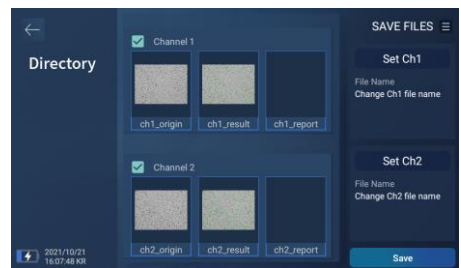 Directory
2021/10/21
16:07:48 KR
Channel 1
ch1_origin
ch1_result
ch1_report
Channel 2
ch2_origin
ch2_result
ch2_report
SAVE FILES
Set Ch1
File Name
Change Ch1 file name
Set Ch2
File Name
Change Ch2 file name
Save